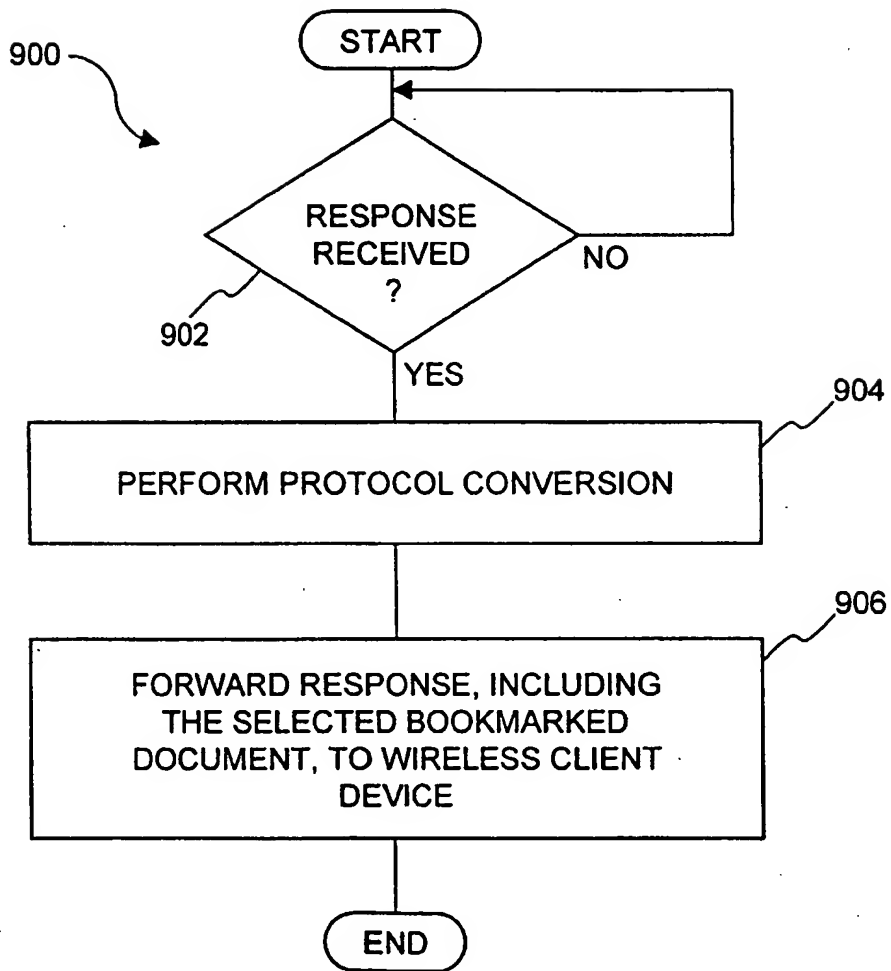 START
900
RESPONSE
RECEIVED
?
NO
902
YES
904
PERFORM PROTOCOL CONVERSION
906
FORWARD RESPONSE, INCLUDING
THE SELECTED BOOKMARKED
DOCUMENT, TO WIRELESS CLIENT
DEVICE
END